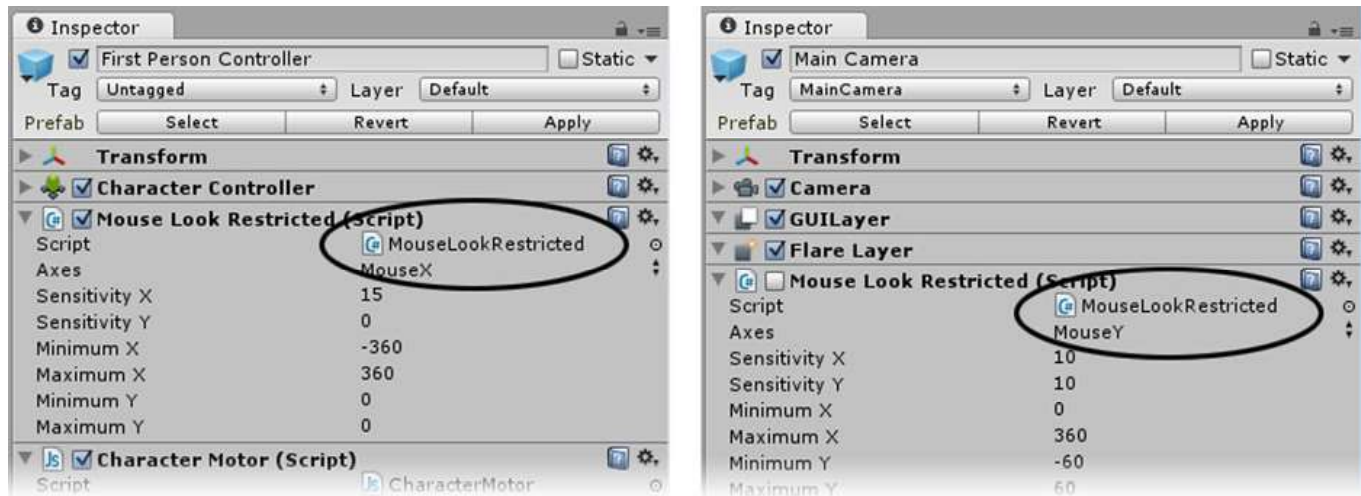 Inspector
First Person Controller Static
Tag Untagged Layer Default
Prefab Select Revert Apply
Transform
Character Controller
Mouse Look Restricted (Script)
Script MouseLookRestricted
Axes MouseX
Sensitivity X 15
Sensitivity Y 0
Minimum X -360
Maximum X 360
Minimum Y 0
Maximum Y 0
Js Character Motor (Script)
Script Js CharacterMotor
Inspector
Main Camera Static
Tag MainCamera Layer Default
Prefab Select Revert Apply
Transform
Camera
GUILayer
Flare Layer
Mouse Look Restricted (Script)
Script MouseLookRestricted
Axes MouseY
Sensitivity X 10
Sensitivity Y 10
Minimum X 0
Maximum X 360
Minimum Y -60
Maximum Y 60